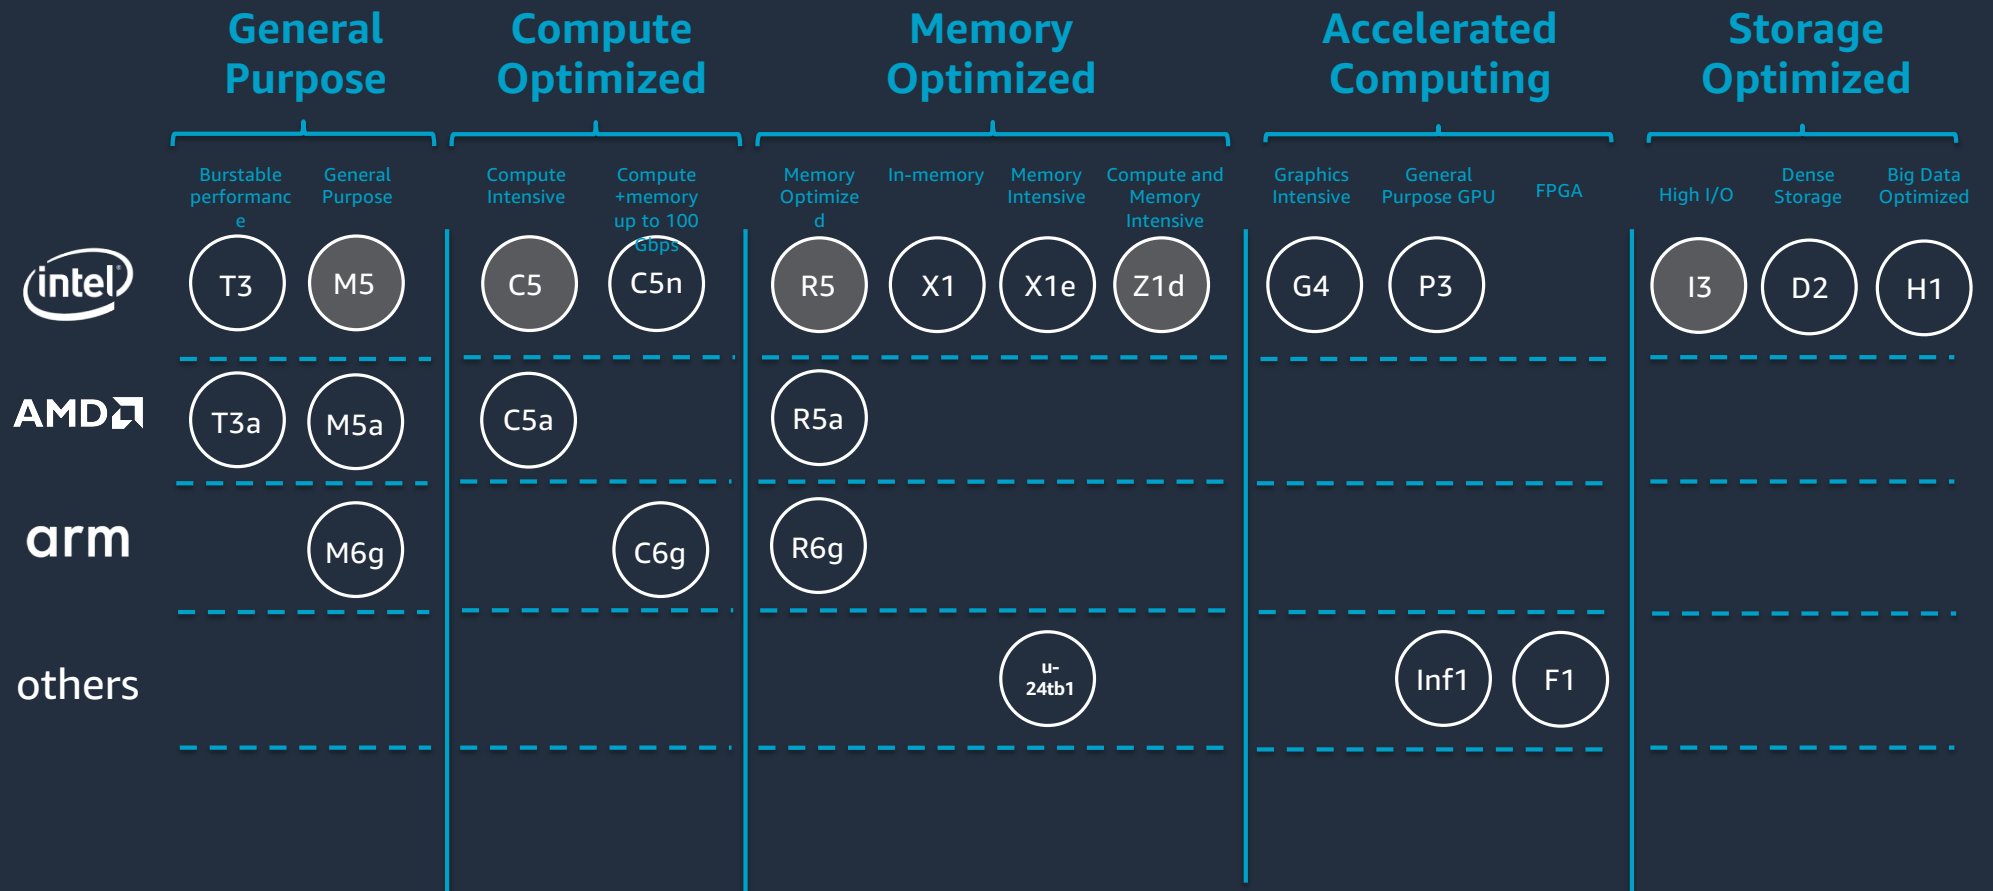 General
Purpose
Compute
Optimized
Memory
Optimized
Accelerated
Computing
Storage
Optimized
Burstable
performanc
e
General
Purpose
Compute
Intensive
Compute
+memory
up to 100
Gbps
Memory
Optimize
d
In-memory
Memory
Intensive
Compute and
Memory
Intensive
Graphics
Intensive
General
Purpose GPU
FPGA
High I/O
Dense
Storage
Big Data
Optimized
intel
T3
M5
C5
C5n
R5
X1
X1e
Z1d
G4
P3
I3
D2
H1
AMD
T3a
M5a
C5a
R5a
arm
M6g
C6g
R6g
others
u-
24tb1
Inf1
F1